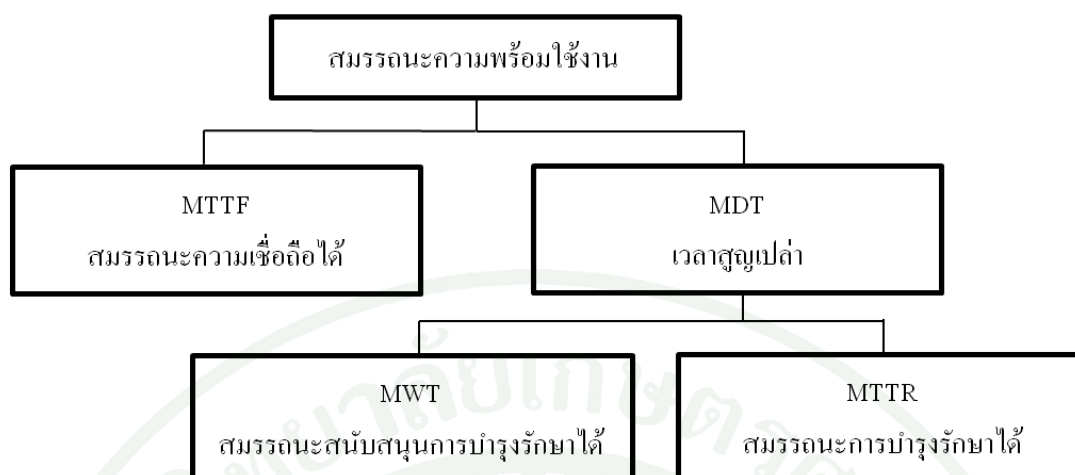 สมรรถนะความพร้อมใช้งาน
MTTF
สมรรถนะความเชื่อถือได้
MDT
เวลาสูญเปล่า
MWT
สมรรถนะสนับสนุนการบำรุงรักษาได้
MTTR
สมรรถนะการบำรุงรักษาได้